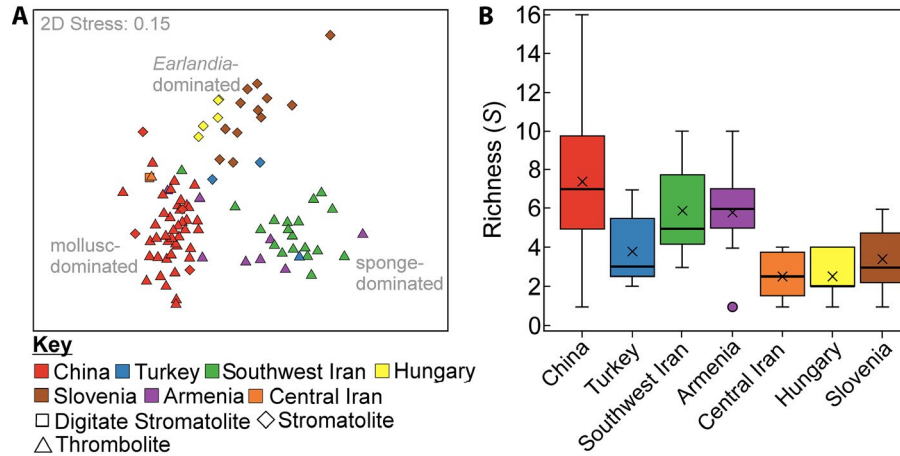 A
2D Stress: 0.15
Earlandia-
dominated
mollusc-
dominated
sponge-
dominated
Key
China Turkey Southwest Iran Hungary
Slovenia Armenia Central Iran
Digitate Stromatolite Stromatolite
Thrombolite
B
Richness (S)
16
14
12
10
8
6
4
2
0
China
Turkey
Southwest Iran
Armenia
Central Iran
Hungary
Slovenia